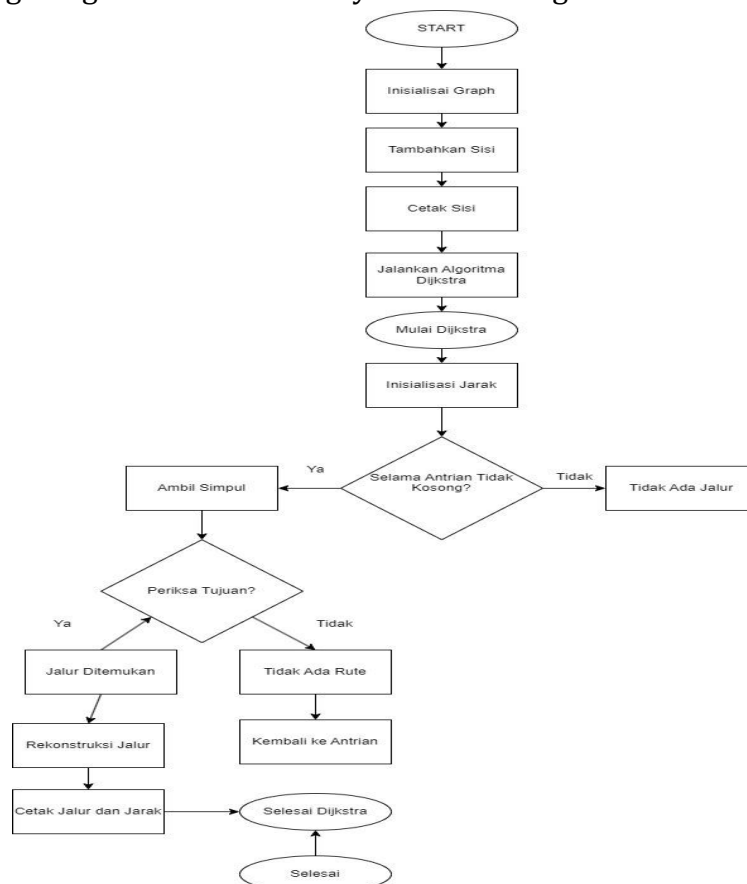 START
Inisialisai Graph
Tambahkan Sisi
Cetak Sisi
Jalankan Algoritma
Dijkstra
Mulai Dijkstra
Inisialisasi Jarak
Selama Antrian Tidak
Kosong?
Ya
Tidak
Ambil Simpul
Tidak Ada Jalur
Periksa Tujuan?
Ya
Tidak
Jalur Ditemukan
Tidak Ada Rute
Rekonstruksi Jalur
Kembali ke Antrian
Cetak Jalur dan Jarak
Selesai Dijkstra
Selesai